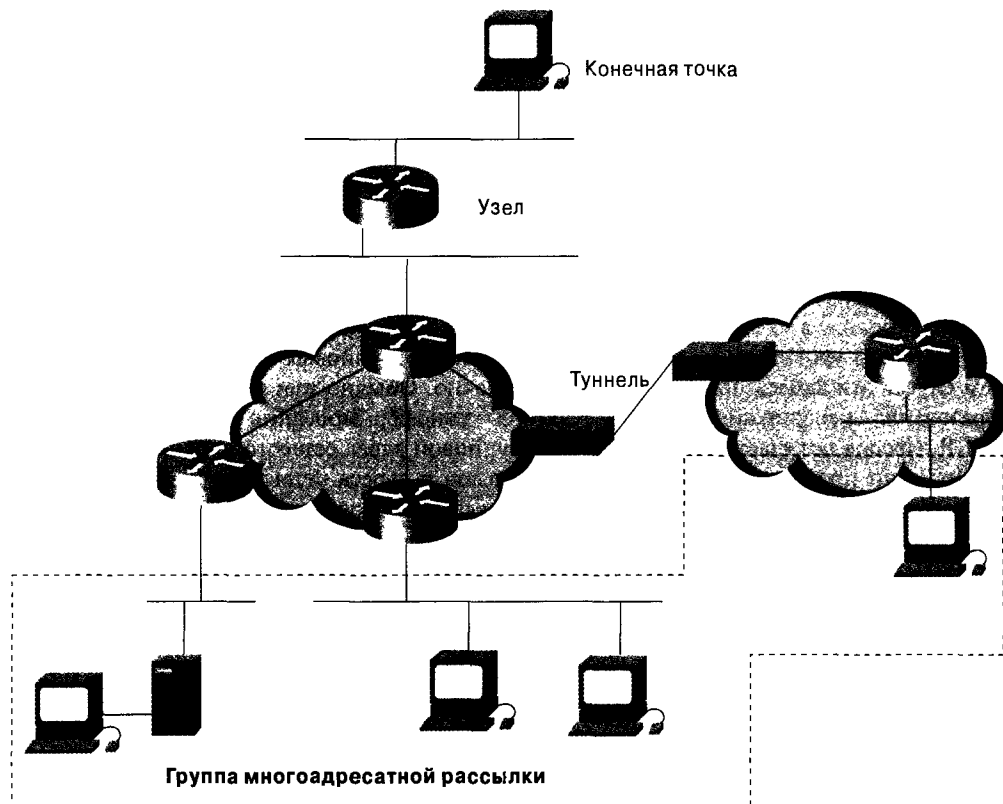 Конечная точка
Узел
Туннель
Группа многоадресатной рассылки